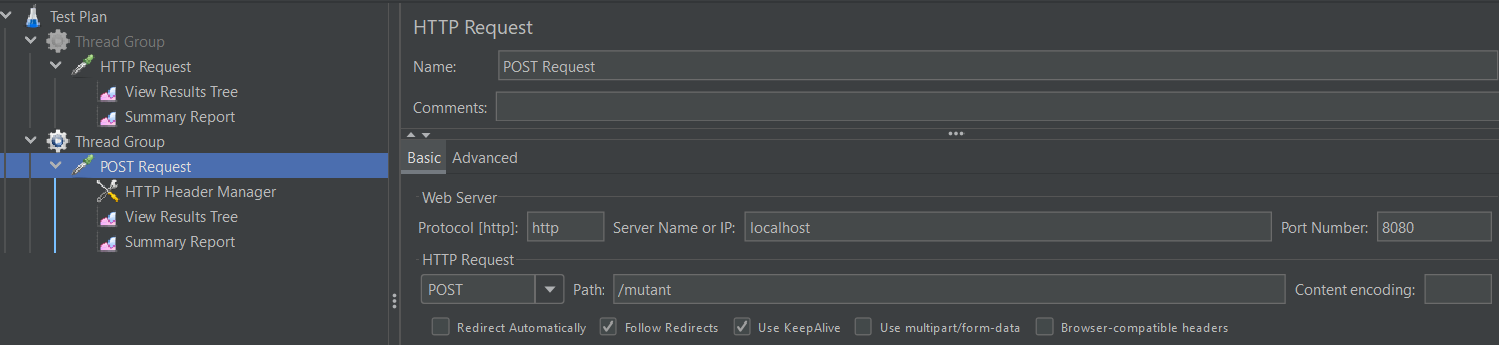 Test Plan
Thread Group
HTTP Request
View Results Tree
Summary Report
Thread Group
POST Request
HTTP Header Manager
View Results Tree
Summary Report
HTTP Request
Name: POST Request
Comments:
Basic Advanced
Web Server
Protocol [http]: http Server Name or IP: localhost Port Number: 8080
HTTP Request
POST Path: /mutant Content encoding:
Redirect Automatically Follow Redirects Use KeepAlive Use multipart/form-data Browser-compatible headers